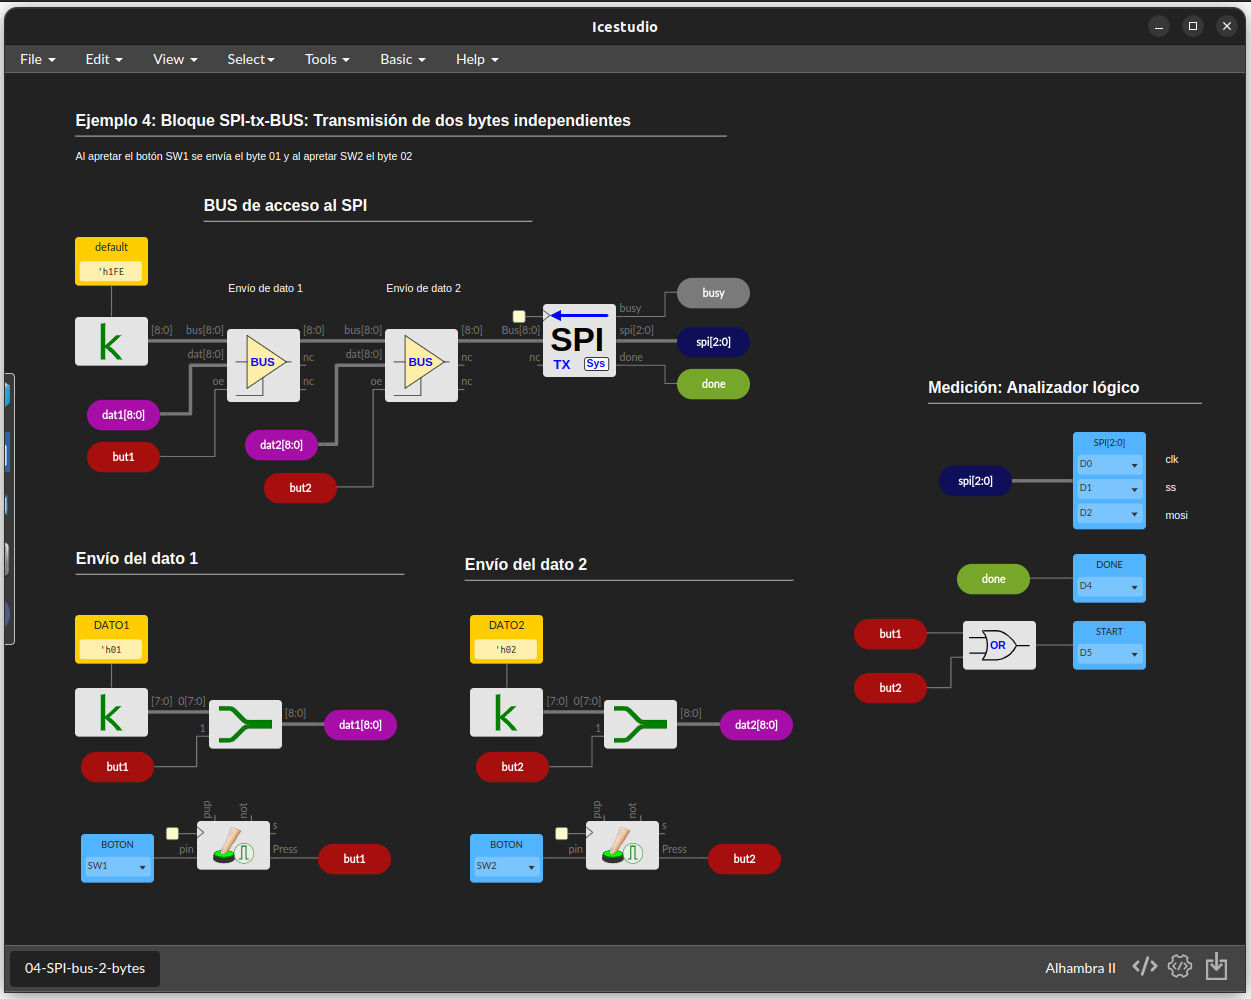 Icestudio
File
Edit
View
Select
Tools
Basic
Help
Ejemplo 4: Bloque SPI-tx-BUS: Transmisión de dos bytes independientes
Al apretet el botón SW1 se envía el byte 01 y al apretar SW2 el byte 02
BUS de acceso al SPI
default
'h1FE
k
[8:0]
Envío de dato 1
bus[8:0]
dat[8:0]
oe
BUS
[8:0]
nc
nc
dat1[8:0]
but1
Envío de dato 2
bus[8:0]
dat[8:0]
oe
BUS
[8:0]
nc
nc
dat2[8:0]
but2
Bus[8:0]
nc
SPI
TX
Sys
busy
spi[2:0]
done
busy
spi[2:0]
done
Medición: Analizador lógico
spi[2:0]
SPI[2:0]
D0
D1
D2
clk
ss
mosi
done
DONE
D4
but1
but2
OR
START
D5
Envío del dato 1
DATO1
'h01
k
[7:0]
0[7:0]
1
[8:0]
dat1[8:0]
but1
BOTON
SW1
pin
pup
not
s
Press
but1
Envío del dato 2
DATO2
'h02
k
[7:0]
0[7:0]
1
[8:0]
dat2[8:0]
but2
BOTON
SW2
pin
pup
not
s
Press
but2
04-SPI-bus-2-bytes
Alhambra II